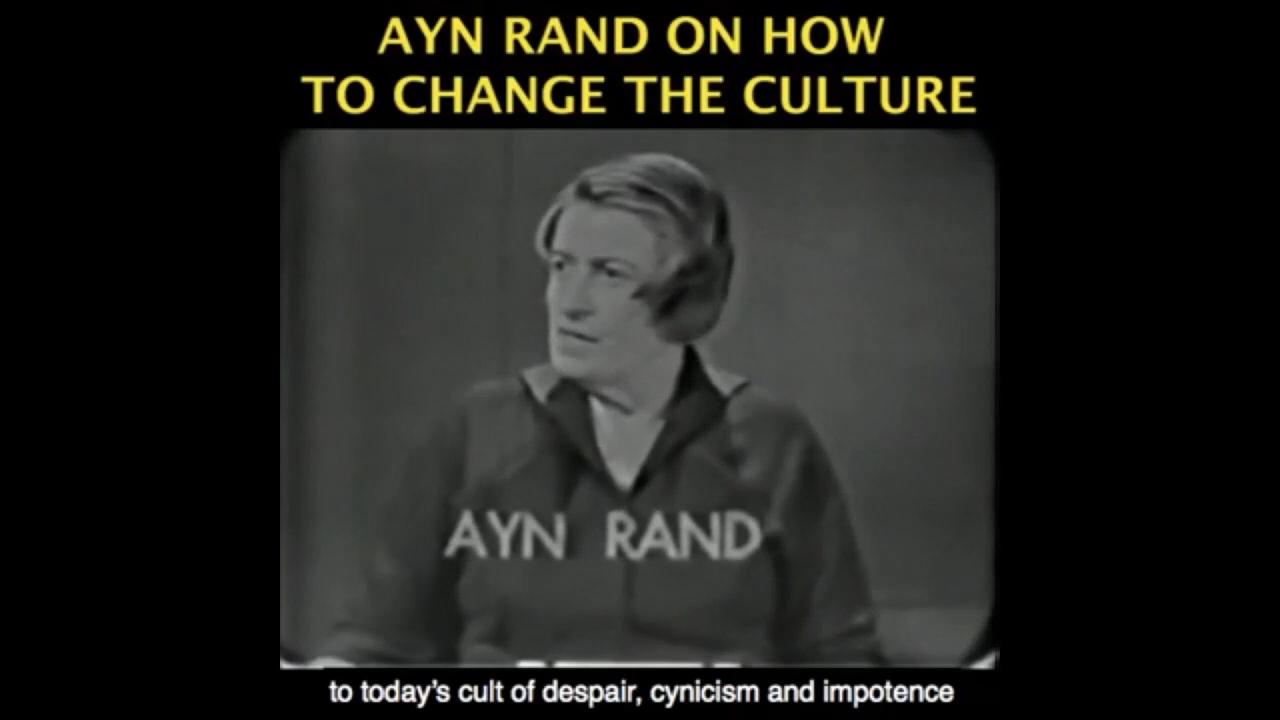 AYN RAND ON HOW
TO CHANGE THE CULTURE
AYN RAND
to today's cult of despair, cynicism and impotence